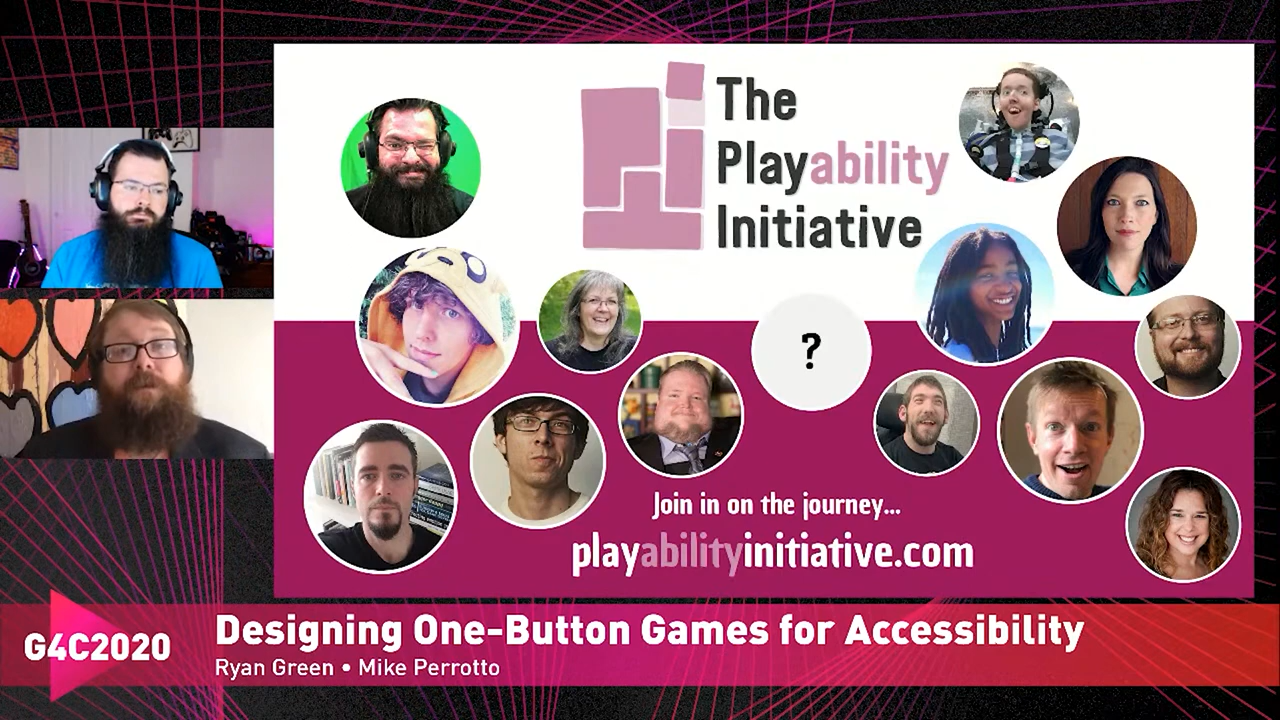 The
Playability
Initiative
?
Join in on the journey...
playabilityinitiative.com
G4C2020
Designing One-Button Games for Accessibility
Ryan Green • Mike Perrotto